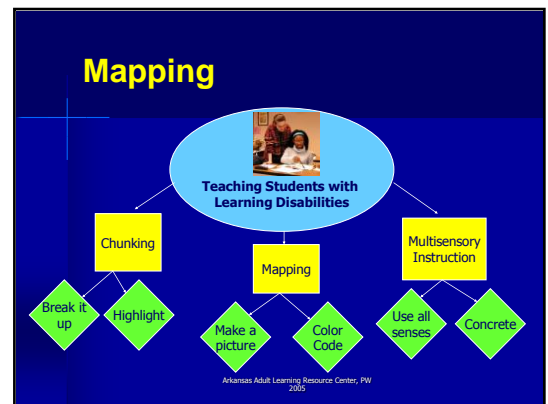 Mapping
Teaching Students with
Learning Disabilities
Chunking
Mapping
Multisensory
Instruction
Break it
up
Highlight
Make a
picture
Color
Code
Use all
senses
Concrete
Arkansas Adult Learning Resource Center, PW
2005